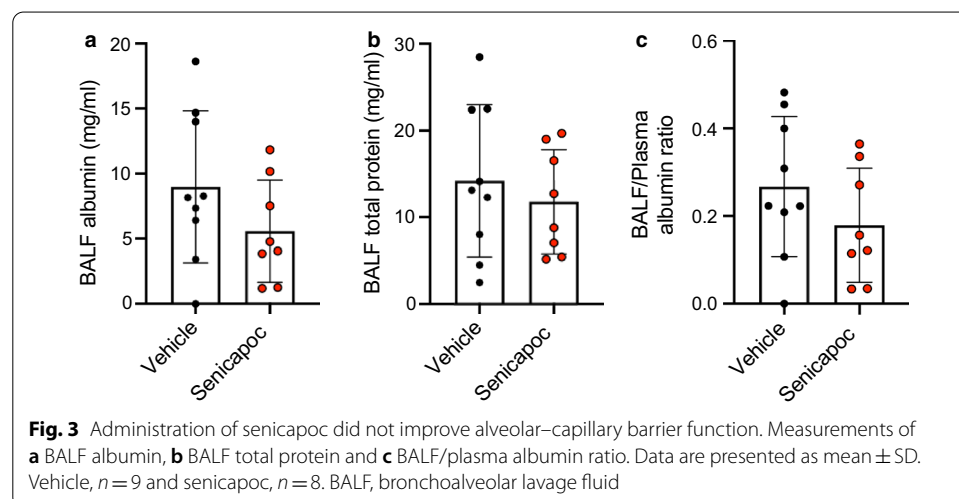 a
20
15
10
5
0
BALF albumin (mg/ml)
Vehicle
Senicapoc
b
30
20
10
0
BALF total protein (mg/ml)
Vehicle
Senicapoc
c
0.6
0.4
0.2
0.0
BALF/Plasma
albumin ratio
Vehicle
Senicapoc
Fig. 3 Administration of senicapoc did not improve alveolar–capillary barrier function. Measurements of
a BALF albumin, b BALF total protein and c BALF/plasma albumin ratio. Data are presented as mean ± SD.
Vehicle, n = 9 and senicapoc, n = 8. BALF, bronchoalveolar lavage fluid